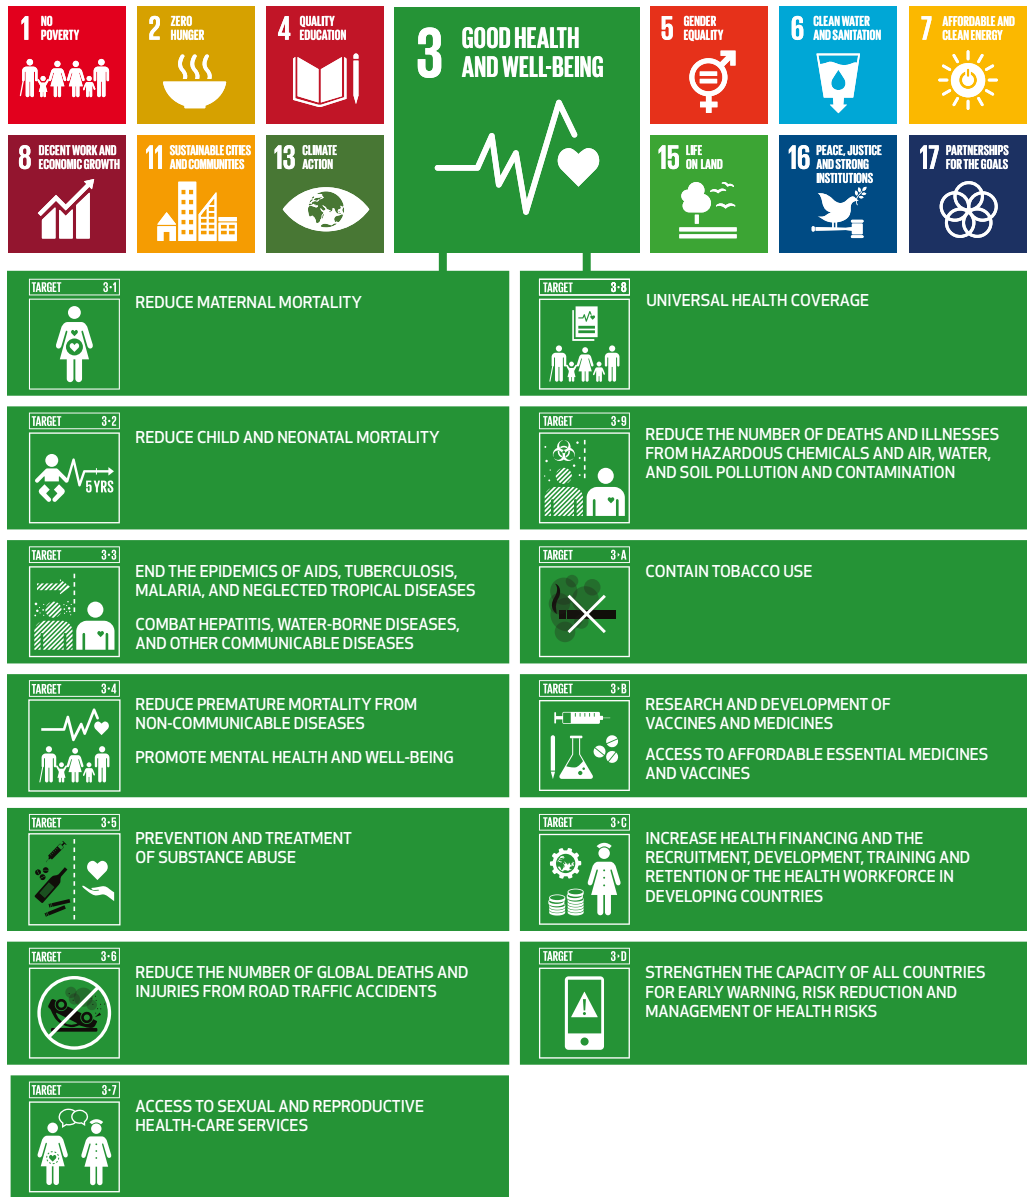 1 NO
POVERTY
2 ZERO
HUNGER
4 QUALITY
EDUCATION
3 GOOD HEALTH
AND WELL-BEING
5 GENDER
EQUALITY
6 CLEAN WATER
AND SANITATION
7 AFFORDABLE AND
CLEAN ENERGY
8 DECENT WORK AND
ECONOMIC GROWTH
11 SUSTAINABLE CITIES
AND COMMUNITIES
13 CLIMATE
ACTION
15 LIFE
ON LAND
16 PEACE, JUSTICE
AND STRONG
INSTITUTIONS
17 PARTNERSHIPS
FOR THE GOALS
TARGET 3·1
REDUCE MATERNAL MORTALITY
TARGET 3·2
REDUCE CHILD AND NEONATAL MORTALITY
5 YRS
TARGET 3·3
END THE EPIDEMICS OF AIDS, TUBERCULOSIS,
MALARIA, AND NEGLECTED TROPICAL DISEASES
COMBAT HEPATITIS, WATER-BORNE DISEASES,
AND OTHER COMMUNICABLE DISEASES
TARGET 3·4
REDUCE PREMATURE MORTALITY FROM
NON-COMMUNICABLE DISEASES
PROMOTE MENTAL HEALTH AND WELL-BEING
TARGET 3·5
PREVENTION AND TREATMENT
OF SUBSTANCE ABUSE
TARGET 3·6
REDUCE THE NUMBER OF GLOBAL DEATHS AND
INJURIES FROM ROAD TRAFFIC ACCIDENTS
TARGET 3·7
ACCESS TO SEXUAL AND REPRODUCTIVE
HEALTH-CARE SERVICES
TARGET 3·8
UNIVERSAL HEALTH COVERAGE
TARGET 3·9
REDUCE THE NUMBER OF DEATHS AND ILLNESSES
FROM HAZARDOUS CHEMICALS AND AIR, WATER,
AND SOIL POLLUTION AND CONTAMINATION
TARGET 3·A
CONTAIN TOBACCO USE
TARGET 3·B
RESEARCH AND DEVELOPMENT OF
VACCINES AND MEDICINES
ACCESS TO AFFORDABLE ESSENTIAL MEDICINES
AND VACCINES
TARGET 3·C
INCREASE HEALTH FINANCING AND THE
RECRUITMENT, DEVELOPMENT, TRAINING AND
RETENTION OF THE HEALTH WORKFORCE IN
DEVELOPING COUNTRIES
TARGET 3·D
STRENGTHEN THE CAPACITY OF ALL COUNTRIES
FOR EARLY WARNING, RISK REDUCTION AND
MANAGEMENT OF HEALTH RISKS